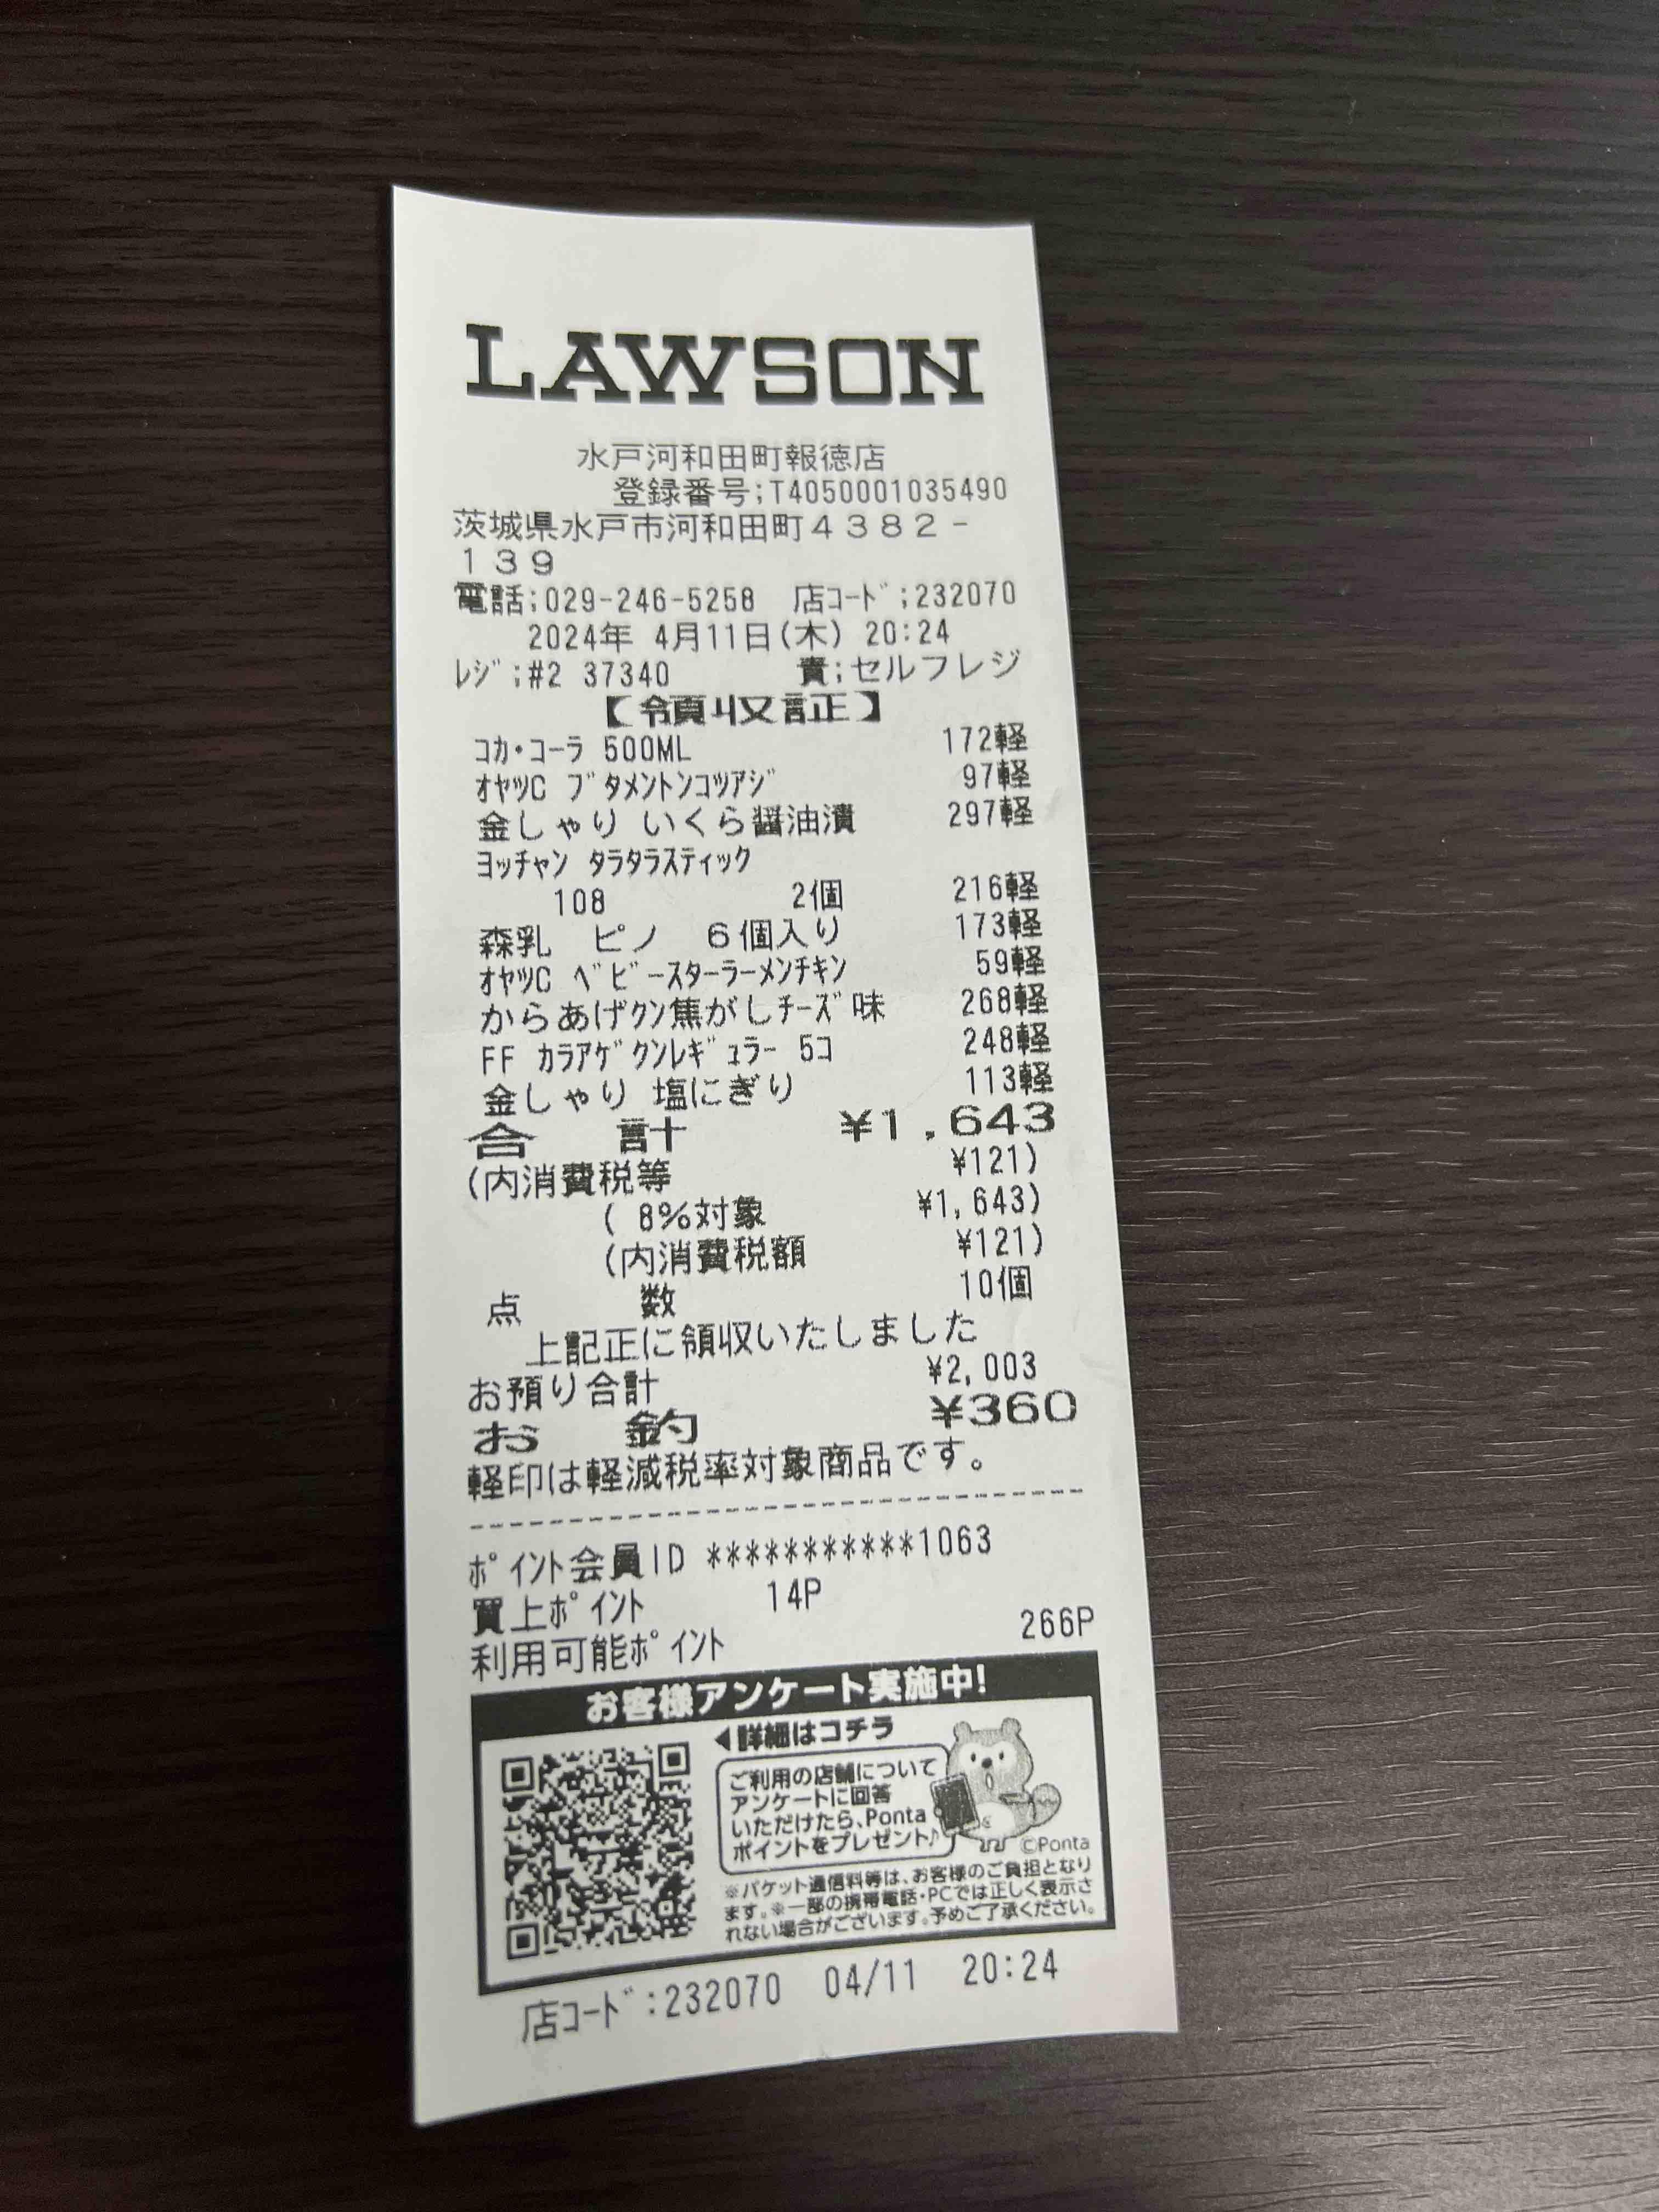 LAWSON
水戸河和田町報徳店
登録番号;T4050001035490
茨城県水戸市河和田町4382-
139
電話;029-246-5258 店ｺｰﾄﾞ;232070
2024年 4月11日(木) 20:24
ﾚｼﾞ;#2 37340 責;セルフレジ
【領収証】
ｺｶ･ｺｰﾗ 500ML 172軽
ｵﾔﾂC ﾌﾞﾀﾒﾝﾄﾝｺﾂｱｼﾞ 97軽
金しゃり いくら醤油漬 297軽
ﾖｯﾁｬﾝ ﾀﾗﾀﾗｽﾃｨｯｸ
108 2個 216軽
森乳 ピノ 6個入り 173軽
ｵﾔﾂC ﾍﾞﾋﾞｰｽﾀｰﾗｰﾒﾝﾁｷﾝ 59軽
からあげｸﾝ焦がしﾁｰｽﾞ味 268軽
FF ｶﾗｱｹﾞｸﾝﾚｷﾞｭﾗｰ 5ｺ 248軽
金しゃり 塩にぎり 113軽
合 計 ¥1,643
(内消費税等 ¥121)
( 8%対象 ¥1,643)
(内消費税額 ¥121)
点 数 10個
上記正に領収いたしました
お預り合計 ¥2,003
お 釣 ¥360
軽印は軽減税率対象商品です。
ﾎﾟｲﾝﾄ会員ID ***********1063
買上ﾎﾟｲﾝﾄ 14P
利用可能ﾎﾟｲﾝﾄ 266P
お客様アンケート実施中!
◀詳細はコチラ
ご利用の店舗について
アンケートに回答
いただけたら、Ponta
ポイントをプレゼント♪
©Ponta
※パケット通信料等は、お客様のご負担となり
ます。※一部の携帯電話・PCでは正しく表示さ
れない場合がございます。予めご了承ください。
店ｺｰﾄﾞ:232070 04/11 20:24